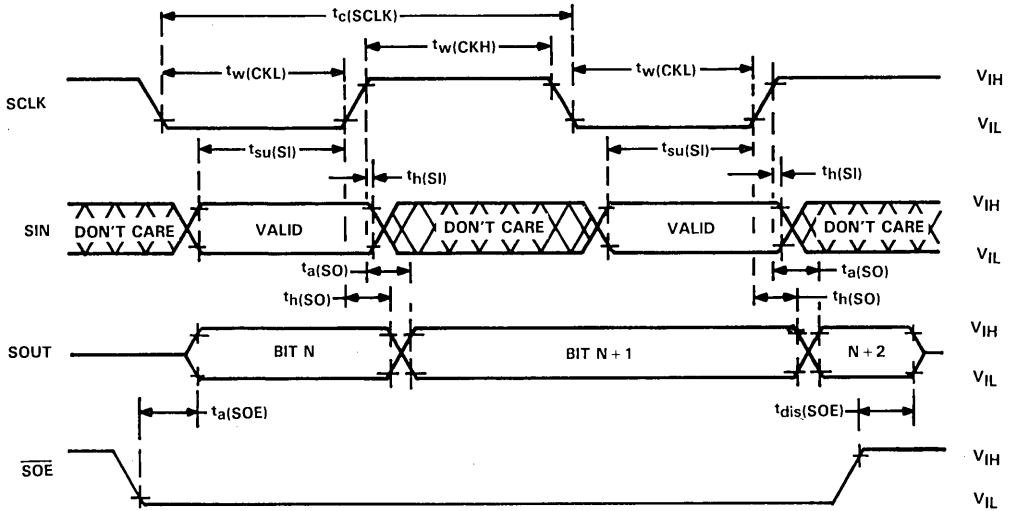 tc(SCLK)
tw(CKH)
tw(CKL)
tw(CKL)
SCLK
VIH
VIL
tsu(SI)
tsu(SI)
th(SI)
th(SI)
SIN
DON'T CARE
VALID
DON'T CARE
VALID
DON'T CARE
VIH
VIL
ta(SO)
ta(SO)
th(SO)
th(SO)
SOUT
BIT N
BIT N + 1
N + 2
VIH
VIL
ta(SOE)
tdis(SOE)
SOE
VIH
VIL